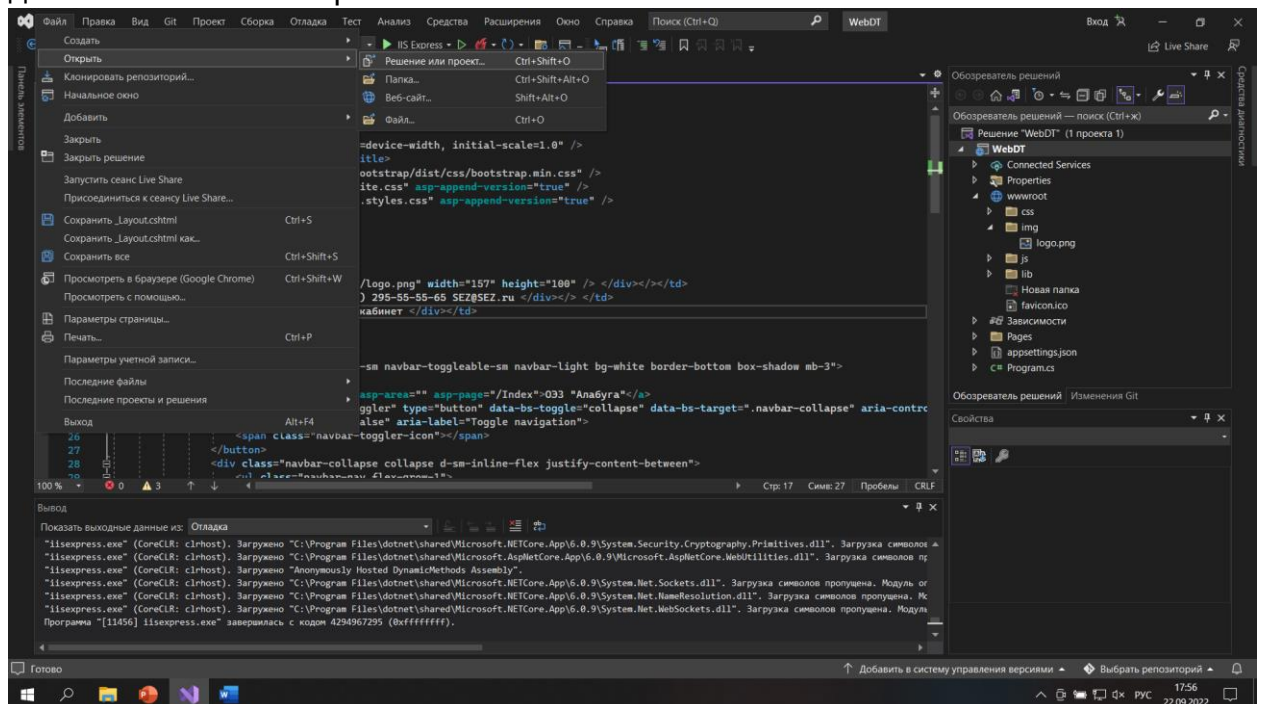 Файл Правка Вид Git Проект Сборка Отладка Тест Анализ Средства Расширения Окно Справка Поиск (Ctrl+Q) WebDT Вход
Создать IIS Express Live Share
Открыть Решение или проект... Ctrl+Shift+O
Клонировать репозиторий... Папка... Ctrl+Shift+Alt+O
Начальное окно Веб-сайт... Shift+Alt+O
Добавить Файл... Ctrl+O
Закрыть
Закрыть решение
Запустить сеанс Live Share
Присоединиться к сеансу Live Share...
Сохранить _Layout.cshtml Ctrl+S
Сохранить _Layout.cshtml как...
Сохранить все Ctrl+Shift+S
Просмотреть в браузере (Google Chrome) Ctrl+Shift+W
Просмотреть с помощью...
Параметры страницы...
Печать... Ctrl+P
Параметры учетной записи...
Последние файлы
Последние проекты и решения
Выход Alt+F4
Панель элементов
=device-width, initial-scale=1.0" />
itle>
ootstrap/dist/css/bootstrap.min.css" />
ite.css" asp-append-version="true" />
.styles.css" asp-append-version="true" />
/logo.png" width="157" height="100" /> </div></></td>
) 295-55-55-65 SEZ@SEZ.ru </div></> </td>
кабинет </div></td>
-sm navbar-toggleable-sm navbar-light bg-white border-bottom box-shadow mb-3">
asp-area="" asp-page="/Index">ОЭЗ "Алабуга"</a>
ggler" type="button" data-bs-toggle="collapse" data-bs-target=".navbar-collapse" aria-contro
alse" aria-label="Toggle navigation">
26 <span class="navbar-toggler-icon"></span>
27 </button>
28 <div class="navbar-collapse collapse d-sm-inline-flex justify-content-between">
29 <ul class="navbar-nav flex-grow-1">
100 % 0 3 Стр: 17 Симв: 27 Пробелы CRLF
Обозреватель решений
Обозреватель решений — поиск (Ctrl+ж)
Решение "WebDT" (1 проекта 1)
WebDT
Connected Services
Properties
wwwroot
css
img
logo.png
js
lib
Новая папка
favicon.ico
Зависимости
Pages
appsettings.json
C# Program.cs
Обозреватель решений Изменения Git
Свойства
Средства диагностики
Вывод
Показать выходные данные из: Отладка
"iisexpress.exe" (CoreCLR: clrhost). Загружено "C:\Program Files\dotnet\shared\Microsoft.NETCore.App\6.0.9\System.Security.Cryptography.Primitives.dll". Загрузка символов
"iisexpress.exe" (CoreCLR: clrhost). Загружено "C:\Program Files\dotnet\shared\Microsoft.AspNetCore.App\6.0.9\Microsoft.AspNetCore.WebUtilities.dll". Загрузка символов пр
"iisexpress.exe" (CoreCLR: clrhost). Загружено "Anonymously Hosted DynamicMethods Assembly".
"iisexpress.exe" (CoreCLR: clrhost). Загружено "C:\Program Files\dotnet\shared\Microsoft.NETCore.App\6.0.9\System.Net.Sockets.dll". Загрузка символов пропущена. Модуль оп
"iisexpress.exe" (CoreCLR: clrhost). Загружено "C:\Program Files\dotnet\shared\Microsoft.NETCore.App\6.0.9\System.Net.NameResolution.dll". Загрузка символов пропущена. Мо
"iisexpress.exe" (CoreCLR: clrhost). Загружено "C:\Program Files\dotnet\shared\Microsoft.NETCore.App\6.0.9\System.Net.WebSockets.dll". Загрузка символов пропущена. Модуль
Программа "[11456] iisexpress.exe" завершилась с кодом 4294967295 (0xffffffff).
Готово Добавить в систему управления версиями Выбрать репозиторий
РУС 17:56
22.09.2022